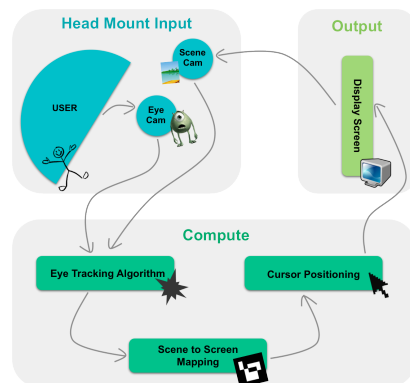 Head Mount Input
Output
Scene
Cam
USER
Eye
Cam
Display Screen
Compute
Eye Tracking Algorithm
Cursor Positioning
Scene to Screen
Mapping